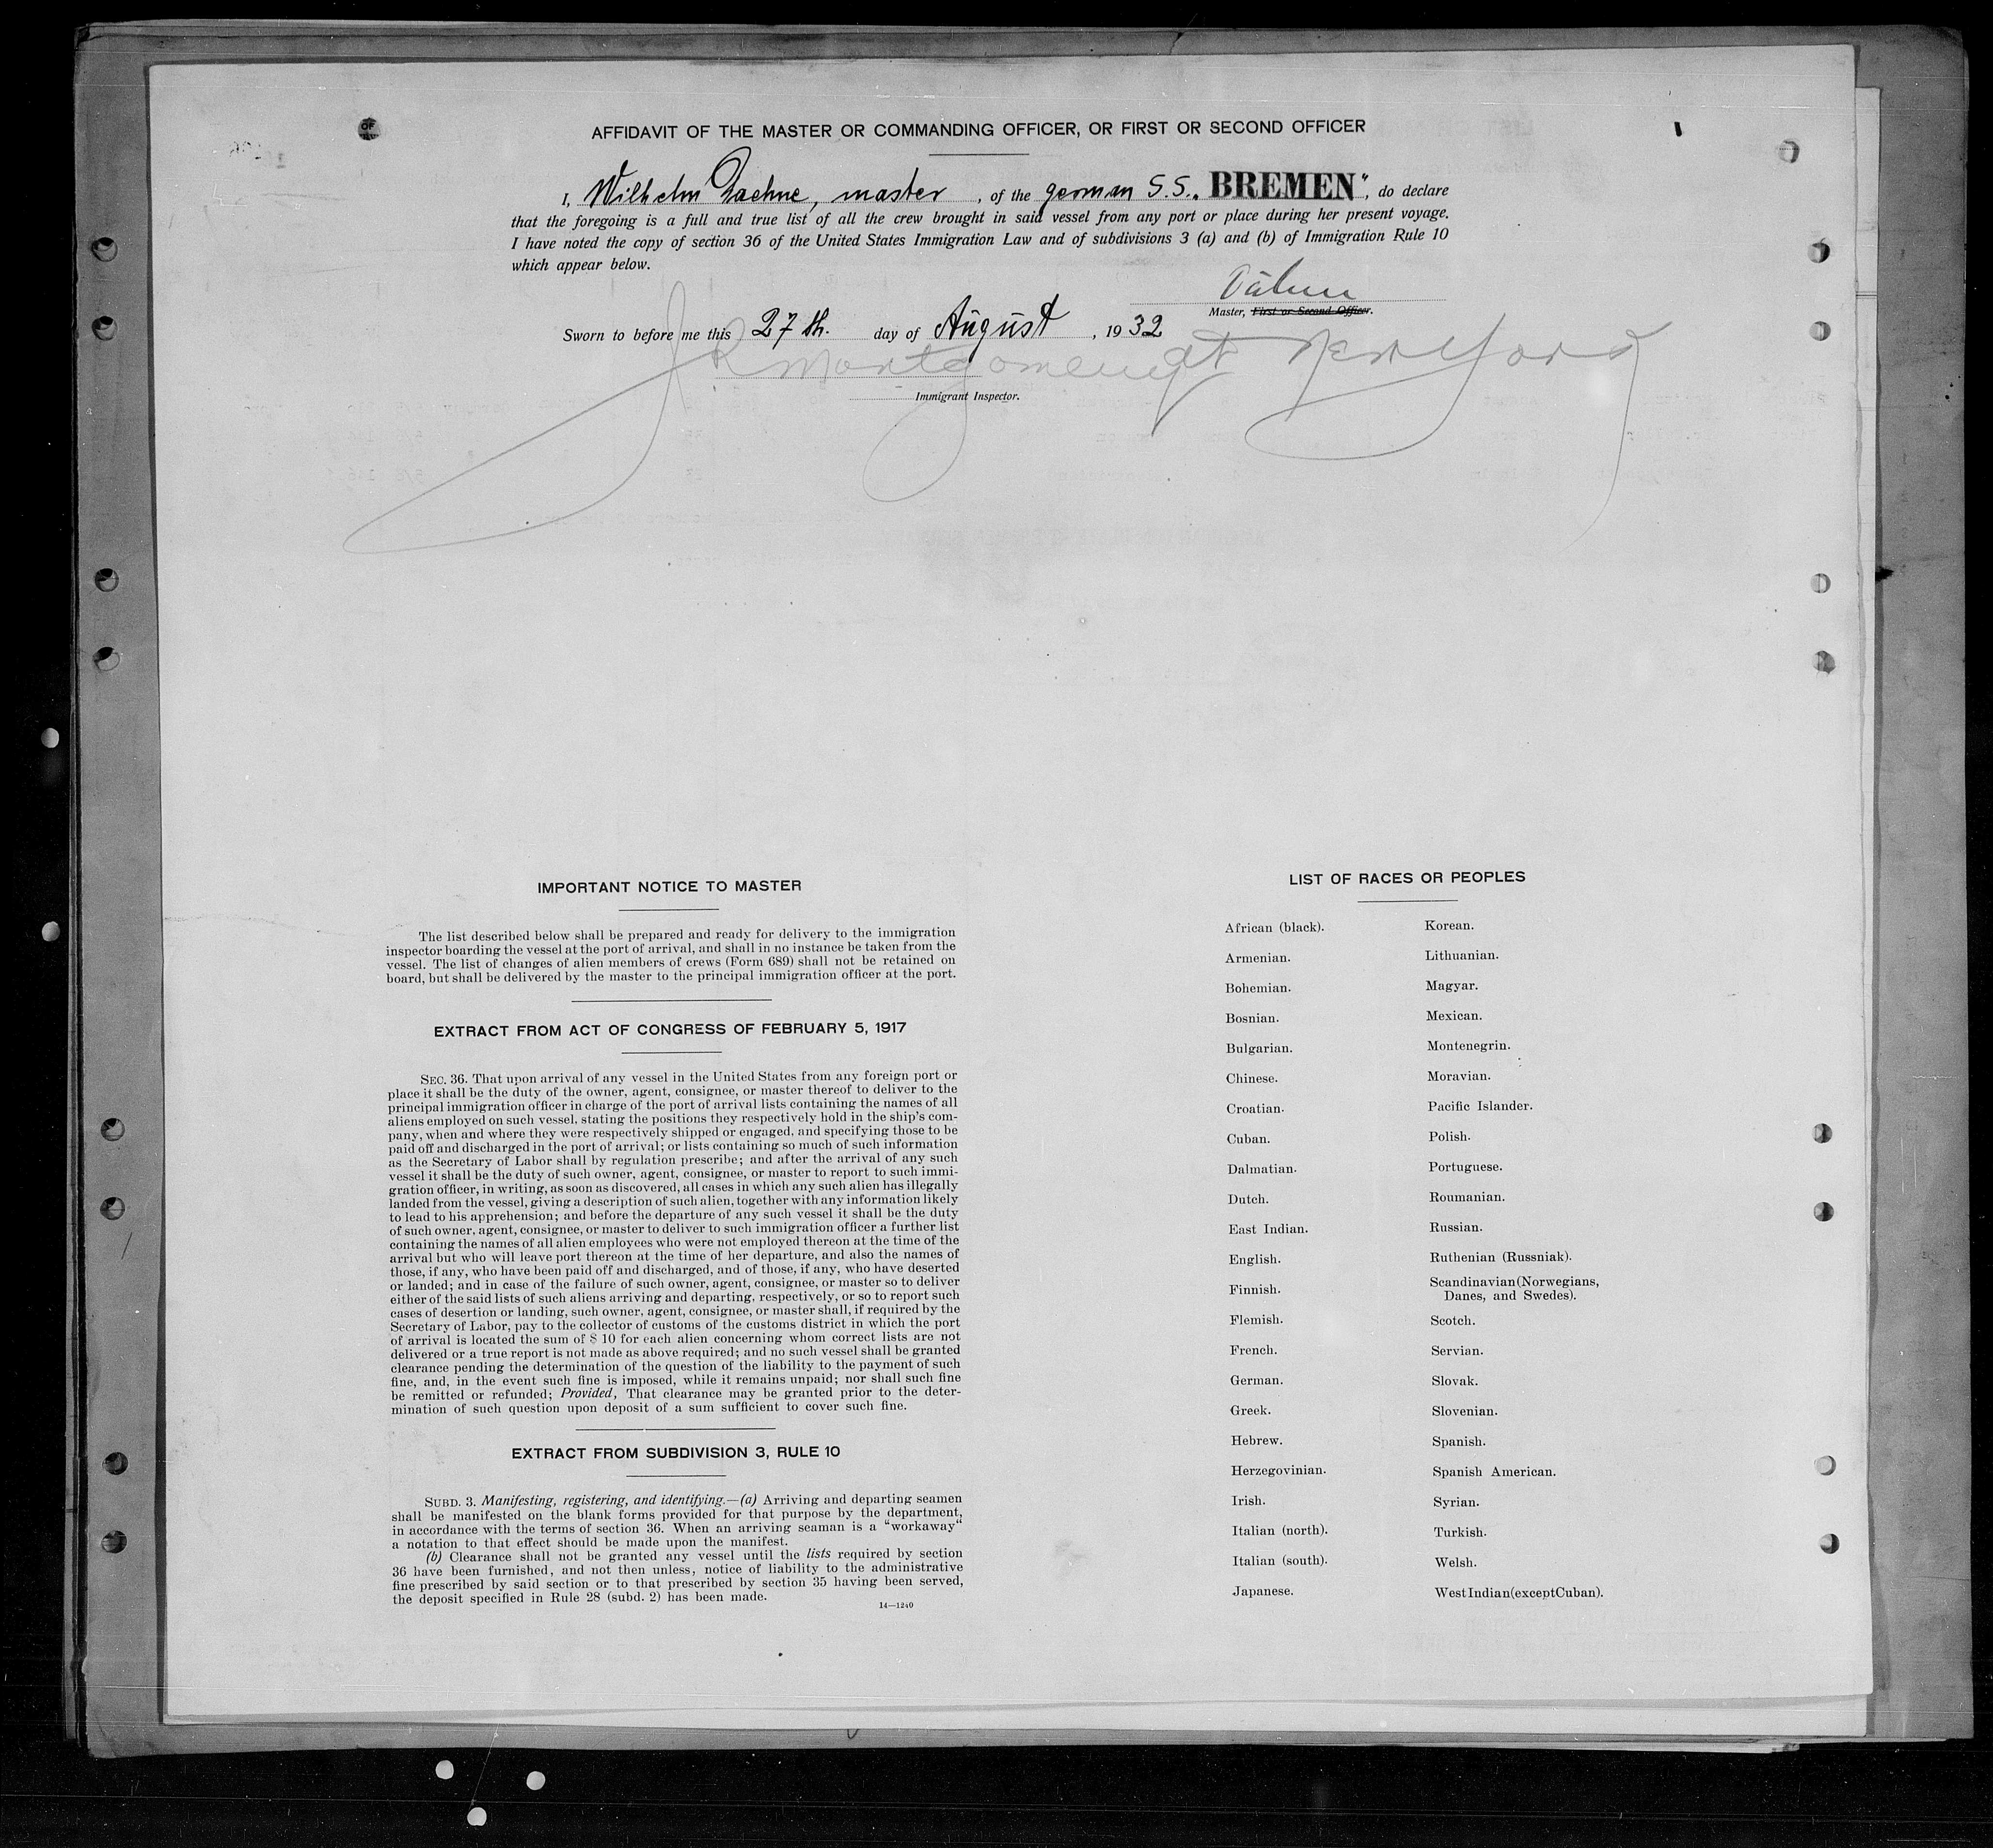 AFFIDAVIT OF THE MASTER OR COMMANDING OFFICER, OR FIRST OR SECOND OFFICER
I, Wilhelm Daehne, master, of the german S.S. „BREMEN", do declare
that the foregoing is a full and true list of all the crew brought in said vessel from any port or place during her present voyage.
I have noted the copy of section 36 of the United States Immigration Law and of subdivisions 3 (a) and (b) of Immigration Rule 10
which appear below.
Master, First or Second Officer.
Sworn to before me this 27th. day of August, 1932
Montgomery at New York
Immigrant Inspector.
IMPORTANT NOTICE TO MASTER
The list described below shall be prepared and ready for delivery to the immigration
inspector boarding the vessel at the port of arrival, and shall in no instance be taken from the
vessel. The list of changes of alien members of crews (Form 689) shall not be retained on
board, but shall be delivered by the master to the principal immigration officer at the port.
EXTRACT FROM ACT OF CONGRESS OF FEBRUARY 5, 1917
SEC. 36. That upon arrival of any vessel in the United States from any foreign port or
place it shall be the duty of the owner, agent, consignee, or master thereof to deliver to the
principal immigration officer in charge of the port of arrival lists containing the names of all
aliens employed on such vessel, stating the positions they respectively hold in the ship's com-
pany, when and where they were respectively shipped or engaged, and specifying those to be
paid off and discharged in the port of arrival; or lists containing so much of such information
as the Secretary of Labor shall by regulation prescribe; and after the arrival of any such
vessel it shall be the duty of such owner, agent, consignee, or master to report to such immi-
gration officer, in writing, as soon as discovered, all cases in which any such alien has illegally
landed from the vessel, giving a description of such alien, together with any information likely
to lead to his apprehension; and before the departure of any such vessel it shall be the duty
of such owner, agent, consignee, or master to deliver to such immigration officer a further list
containing the names of all alien employees who were not employed thereon at the time of the
arrival but who will leave port thereon at the time of her departure, and also the names of
those, if any, who have been paid off and discharged, and of those, if any, who have deserted
or landed; and in case of the failure of such owner, agent, consignee, or master so to deliver
either of the said lists of such aliens arriving and departing, respectively, or so to report such
cases of desertion or landing, such owner, agent, consignee, or master shall, if required by the
Secretary of Labor, pay to the collector of customs of the customs district in which the port
of arrival is located the sum of $ 10 for each alien concerning whom correct lists are not
delivered or a true report is not made as above required; and no such vessel shall be granted
clearance pending the determination of the question of the liability to the payment of such
fine, and, in the event such fine is imposed, while it remains unpaid; nor shall such fine
be remitted or refunded; Provided, That clearance may be granted prior to the deter-
mination of such question upon deposit of a sum sufficient to cover such fine.
EXTRACT FROM SUBDIVISION 3, RULE 10
SUBD. 3. Manifesting, registering, and identifying.—(a) Arriving and departing seamen
shall be manifested on the blank forms provided for that purpose by the department,
in accordance with the terms of section 36. When an arriving seaman is a “workaway“
a notation to that effect should be made upon the manifest.
(b) Clearance shall not be granted any vessel until the lists required by section
36 have been furnished, and not then unless, notice of liability to the administrative
fine prescribed by said section or to that prescribed by section 35 having been served,
the deposit specified in Rule 28 (subd. 2) has been made.
14—1240
LIST OF RACES OR PEOPLES
African (black).
Armenian.
Bohemian.
Bosnian.
Bulgarian.
Chinese.
Croatian.
Cuban.
Dalmatian.
Dutch.
East Indian.
English.
Finnish.
Flemish.
French.
German.
Greek.
Hebrew.
Herzegovinian.
Irish.
Italian (north).
Italian (south).
Japanese.
Korean.
Lithuanian.
Magyar.
Mexican.
Montenegrin.
Moravian.
Pacific Islander.
Polish.
Portuguese.
Roumanian.
Russian.
Ruthenian (Russniak).
Scandinavian (Norwegians,
Danes, and Swedes).
Scotch.
Servian.
Slovak.
Slovenian.
Spanish.
Spanish American.
Syrian.
Turkish.
Welsh.
West Indian (except Cuban).